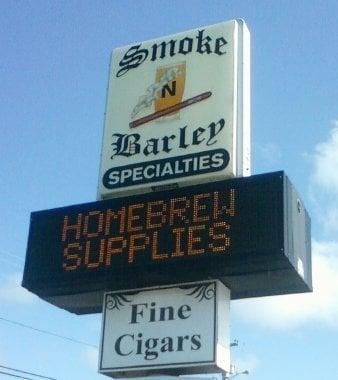 Smoke
N
Barley
SPECIALTIES
HOMEBREW
SUPPLIES
Fine
Cigars